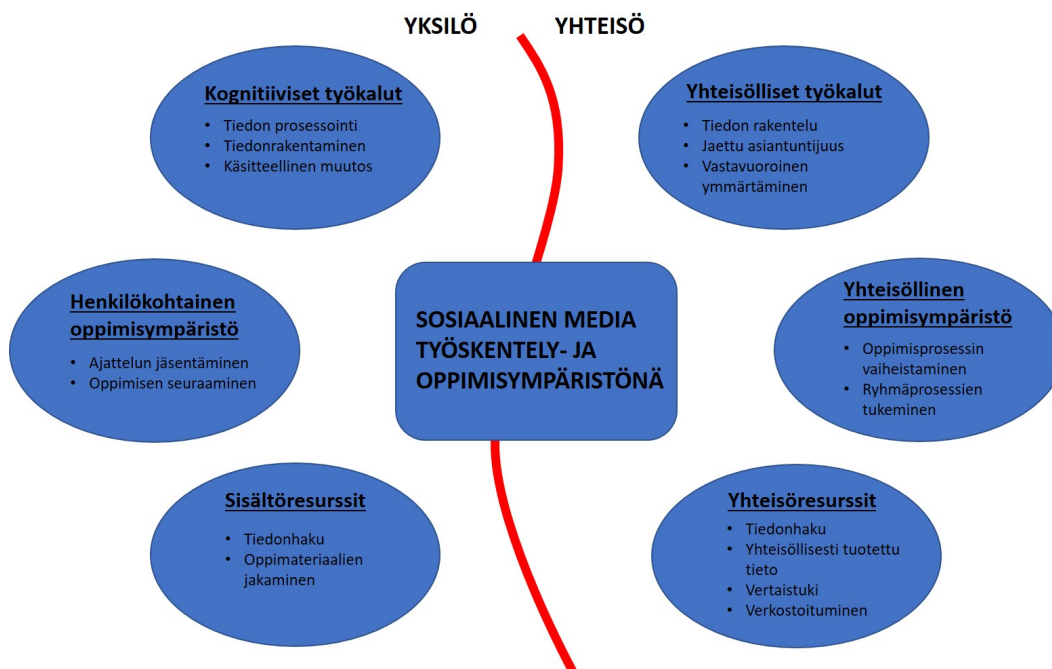 YKSILÖ
YHTEISÖ
Kognitiiviset työkalut
• Tiedon prosessointi
• Tiedonrakentaminen
• Käsitteellinen muutos
Yhteisölliset työkalut
• Tiedon rakentelu
• Jaettu asiantuntijuus
• Vastavuoroinen
ymmärtäminen
Henkilökohtainen
oppimisympäristö
• Ajattelun jäsentäminen
• Oppimisen seuraaminen
SOSIAALINEN MEDIA
TYÖSKENTELY- JA
OPPIMISYMPÄRISTÖNÄ
Yhteisöllinen
oppimisympäristö
• Oppimisprosessin
vaiheistaminen
• Ryhmäprosessien
tukeminen
Sisältöresurssit
• Tiedonhaku
• Oppimateriaalien
jakaminen
Yhteisöresurssit
• Tiedonhaku
• Yhteisöllisesti tuotettu
tieto
• Vertaistuki
• Verkostoituminen